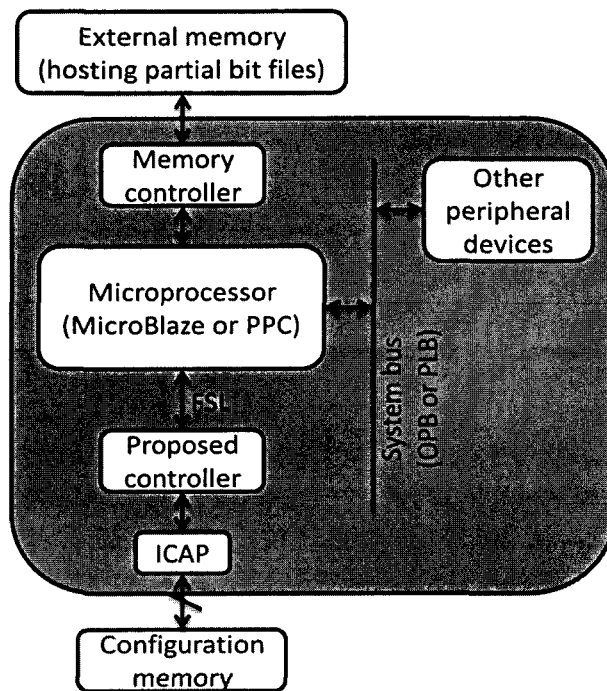 External memory
(hosting partial bit files)
Memory
controller
Other
peripheral
devices
Microprocessor
(MicroBlaze or PPC)
System bus
(OPB or PLB)
FSL
Proposed
controller
ICAP
Configuration
memory